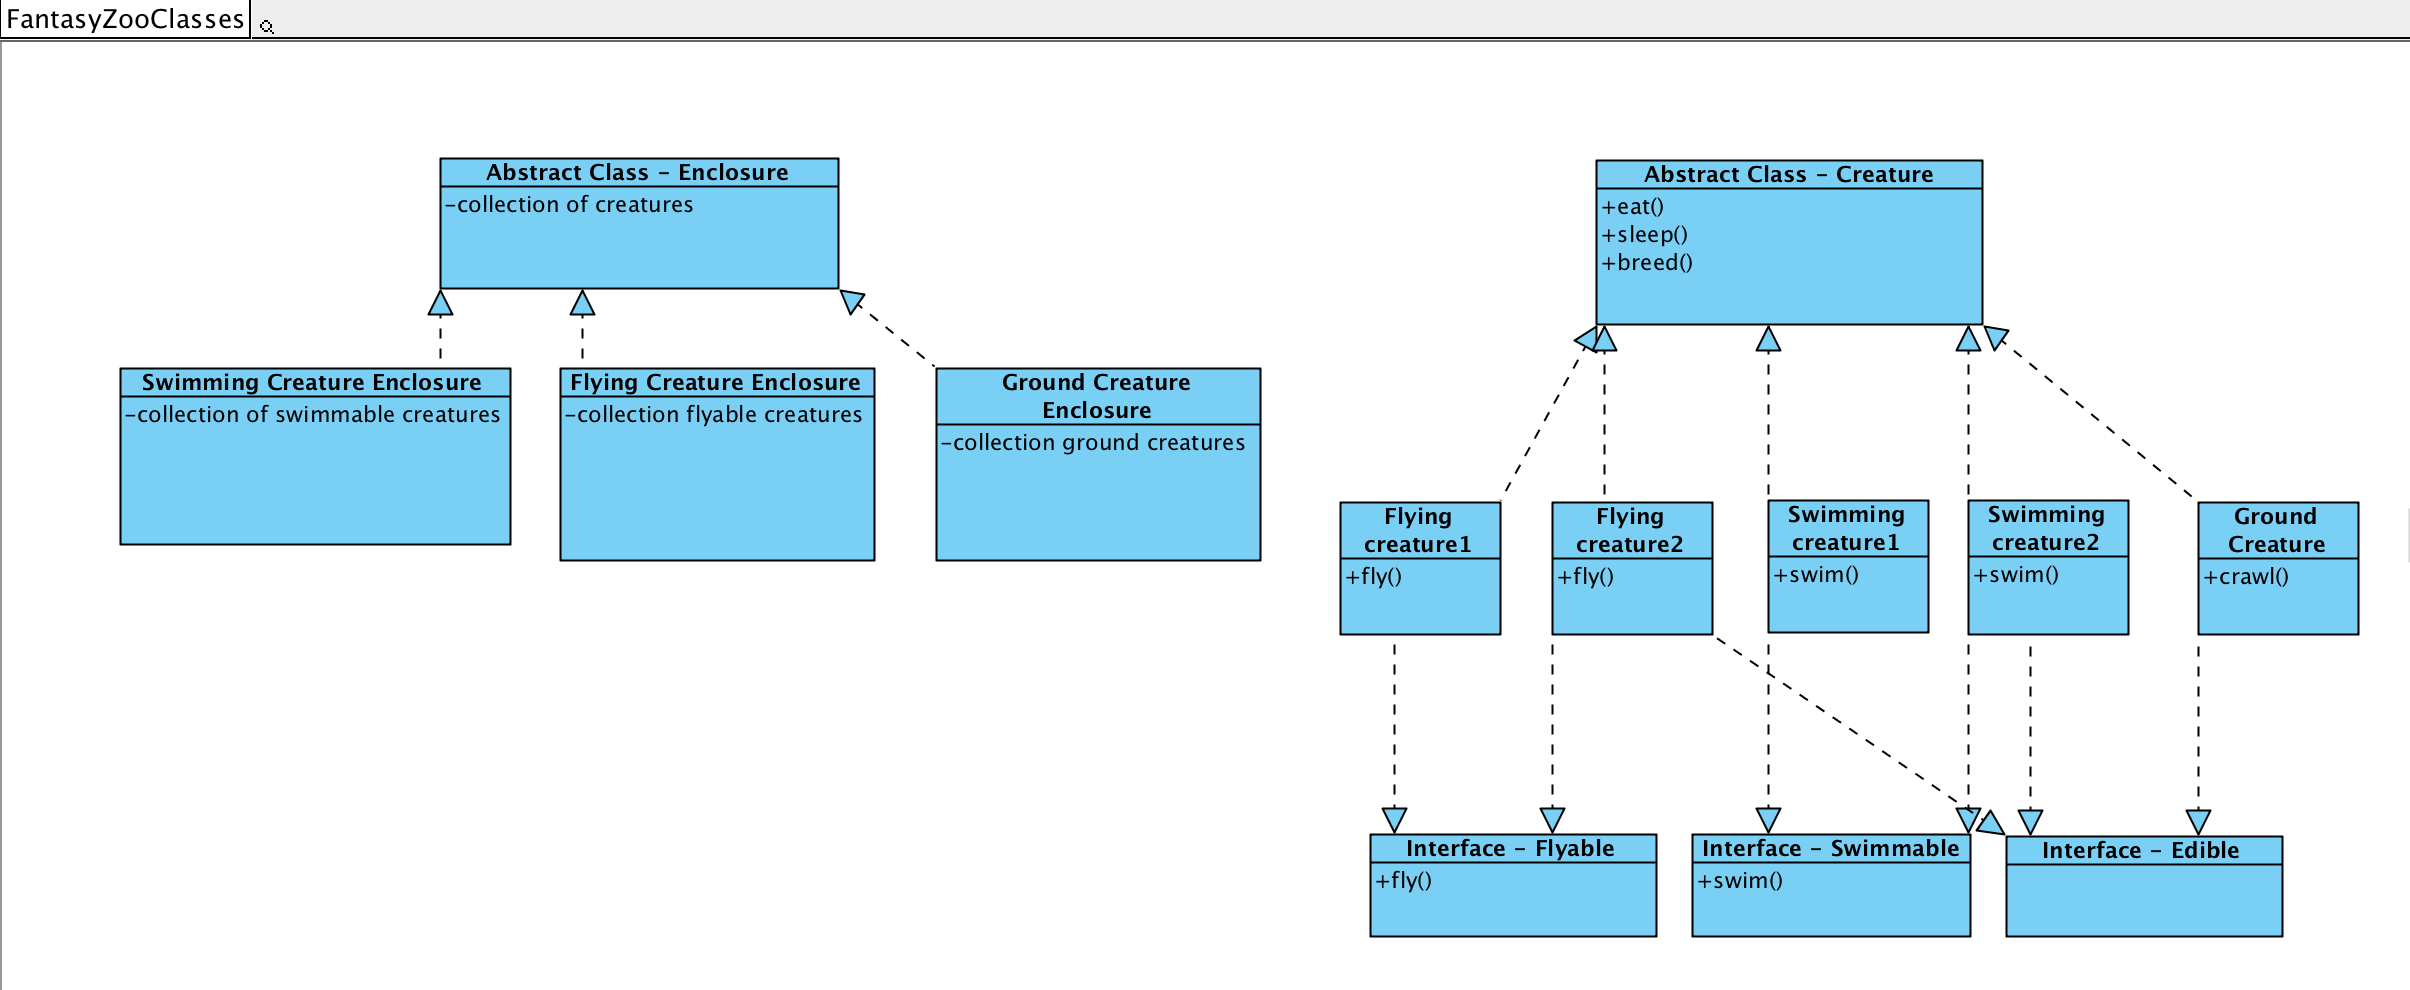 FantasyZooClasses
Abstract Class – Enclosure
–collection of creatures
Swimming Creature Enclosure
–collection of swimmable creatures
Flying Creature Enclosure
–collection flyable creatures
Ground Creature
Enclosure
–collection ground creatures
Abstract Class – Creature
+eat()
+sleep()
+breed()
Flying
creature1
+fly()
Flying
creature2
+fly()
Swimming
creature1
+swim()
Swimming
creature2
+swim()
Ground
Creature
+crawl()
Interface – Flyable
+fly()
Interface – Swimmable
+swim()
Interface – Edible